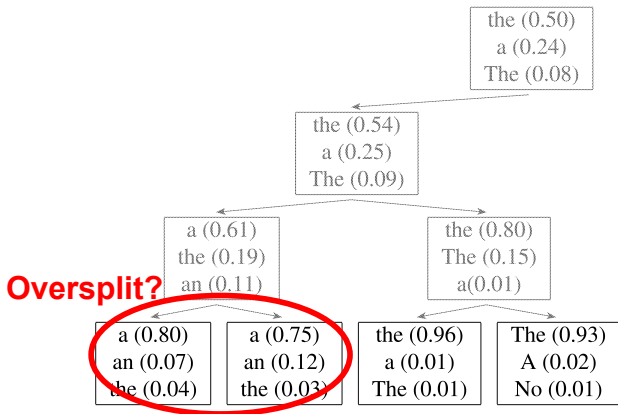 the (0.50)
a (0.24)
The (0.08)
the (0.54)
a (0.25)
The (0.09)
a (0.61)
the (0.19)
an (0.11)
the (0.80)
The (0.15)
a(0.01)
Oversplit?
a (0.80)
an (0.07)
the (0.04)
a (0.75)
an (0.12)
the (0.03)
the (0.96)
a (0.01)
The (0.01)
The (0.93)
A (0.02)
No (0.01)